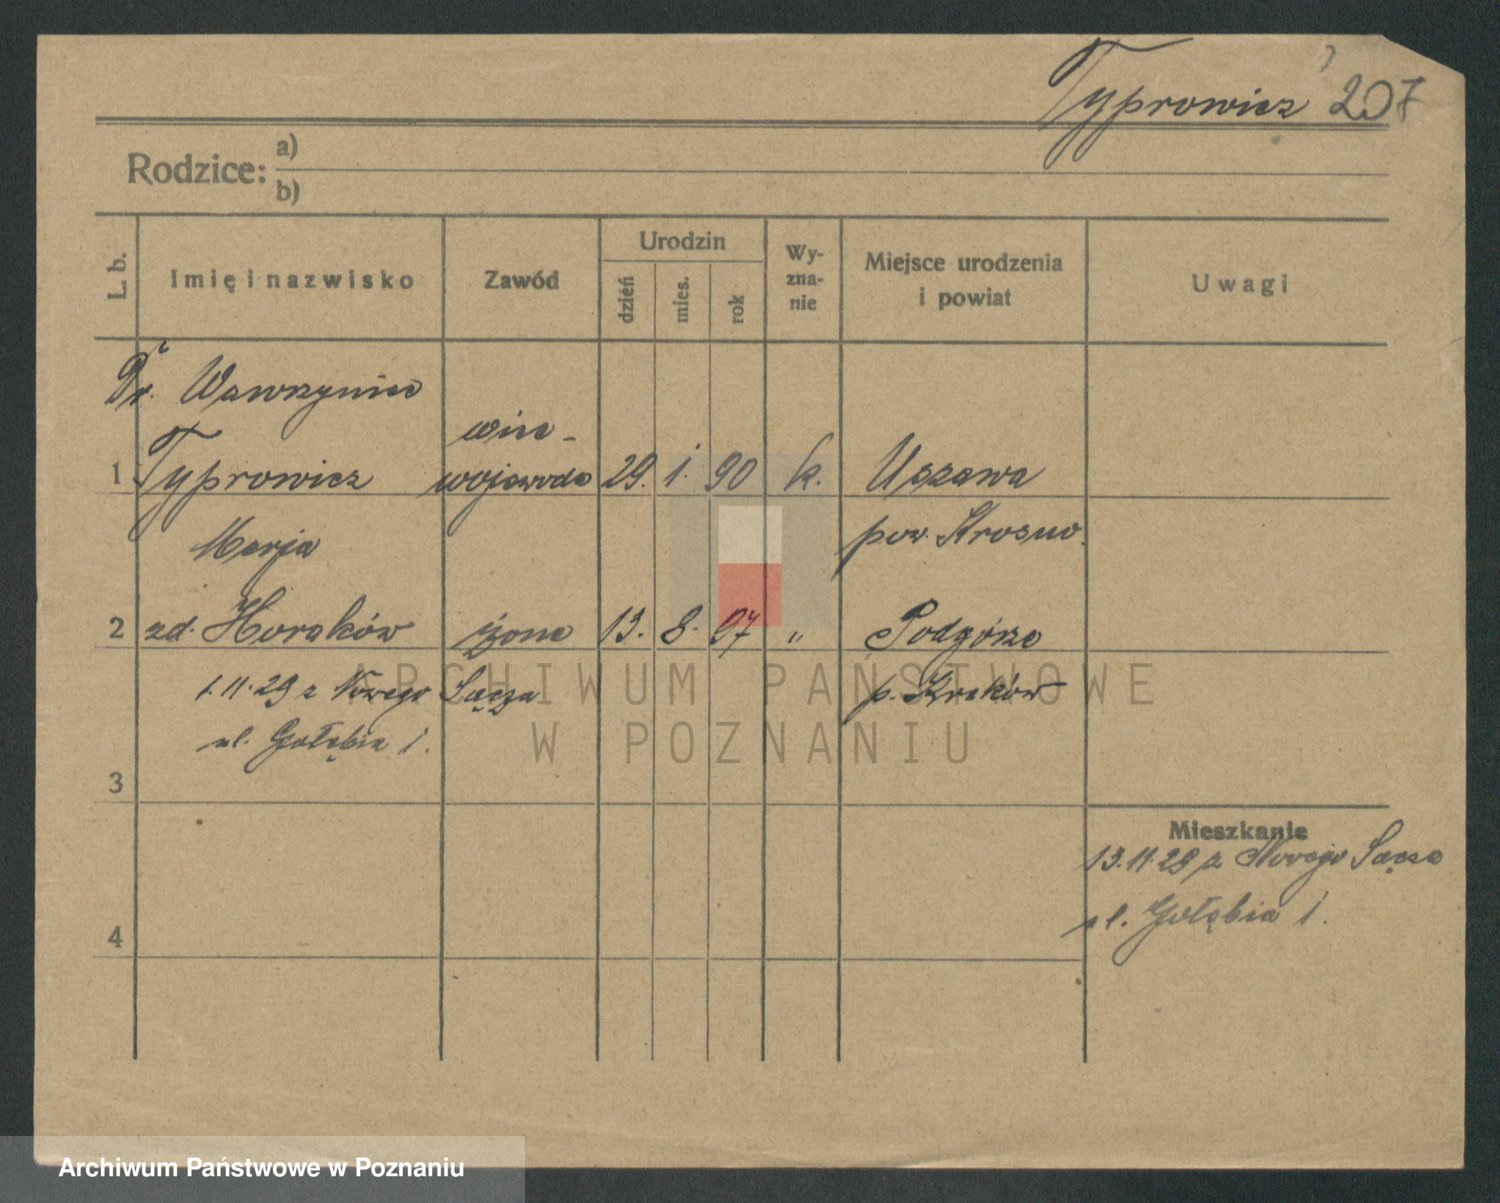 Typrowicz 207
Rodzice: a)
b)
L. b.
Imię i nazwisko
Zawód
Urodzin
dzień
mies.
rok
Wy-
zna-
nie
Miejsce urodzenia
i powiat
Uwagi
Dr. Wawrzyniec
wice-
1 Typrowicz wojewoda 29. 1. 90 k. Uszawa
Marja pow. Krosno.
2 zd. Horaków żona 13. 8. 97 " Podgórze
1.11.29 z Nowego Sącza p. Kraków
ul. Gołębia 1.
3
Mieszkanie
13.11.28 z Nowego Sącza
ul. Gołębia 1.
4
ARCHIWUM PAŃSTWOWE
W POZNANIU
Archiwum Państwowe w Poznaniu